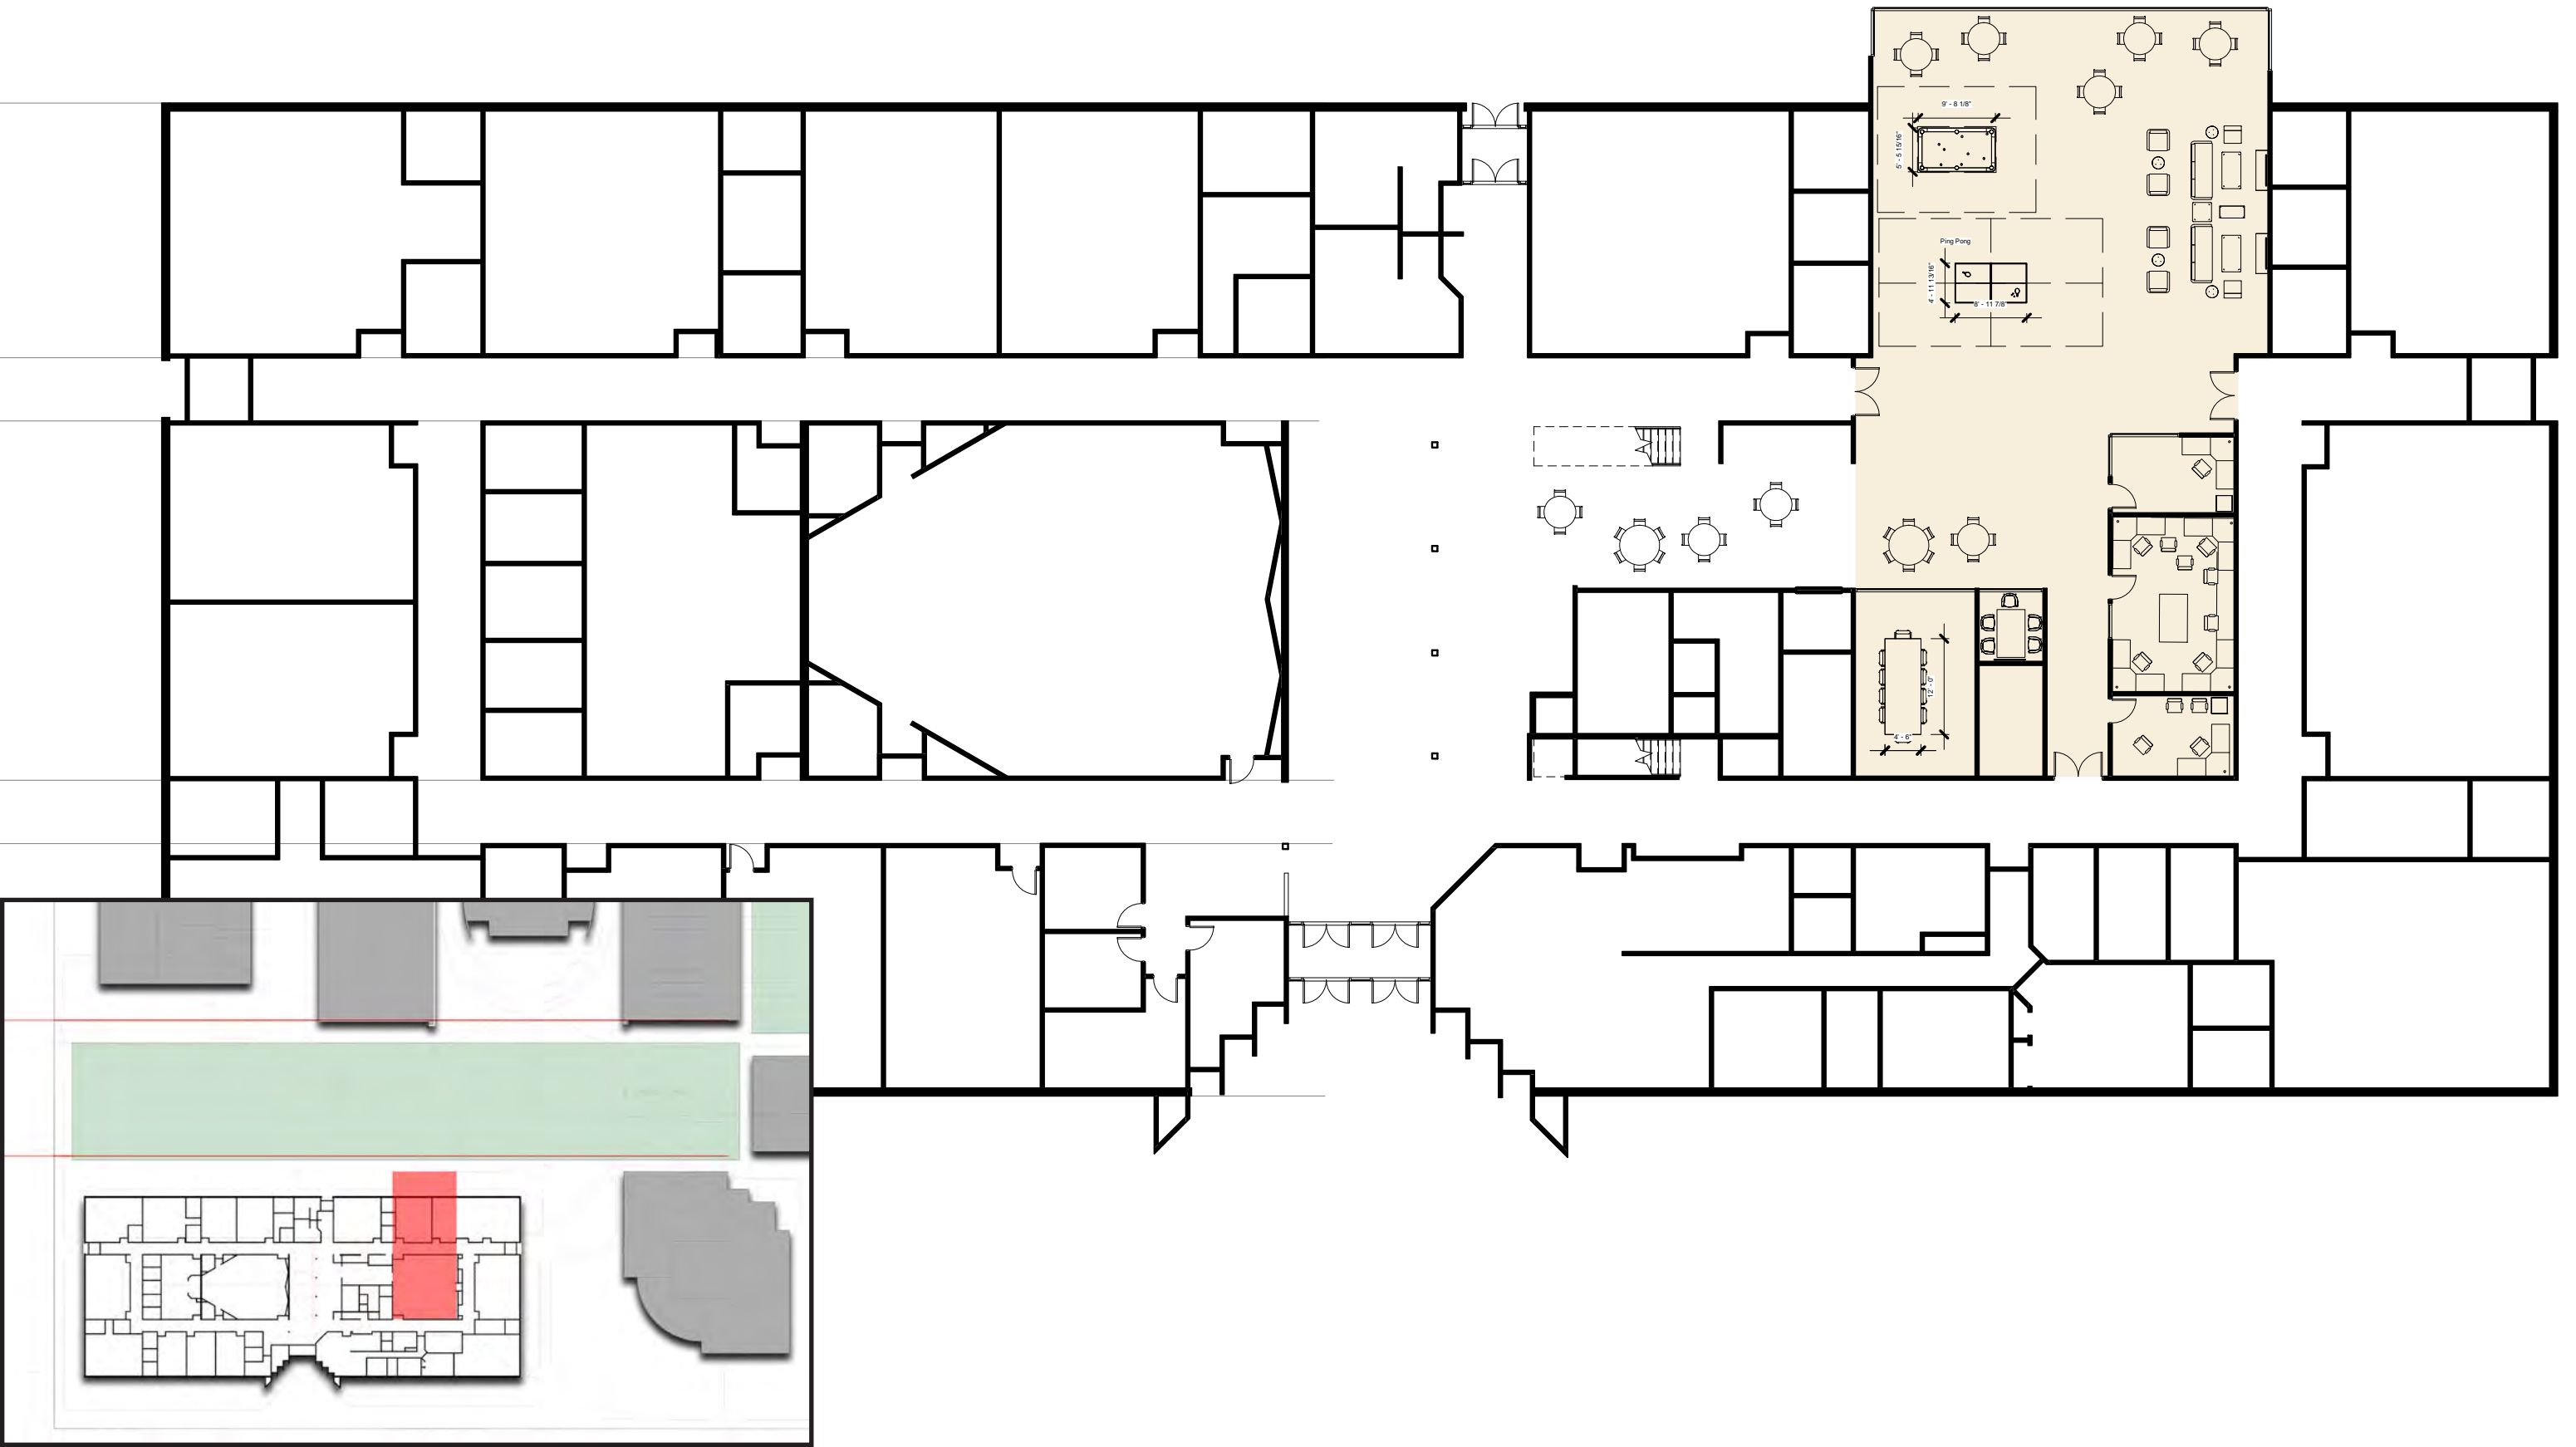 9' - 8 1/8"
5' - 5 15/16"
Ping Pong
4' - 11 13/16"
8' - 11 7/8"
12' - 0"
4' - 6"